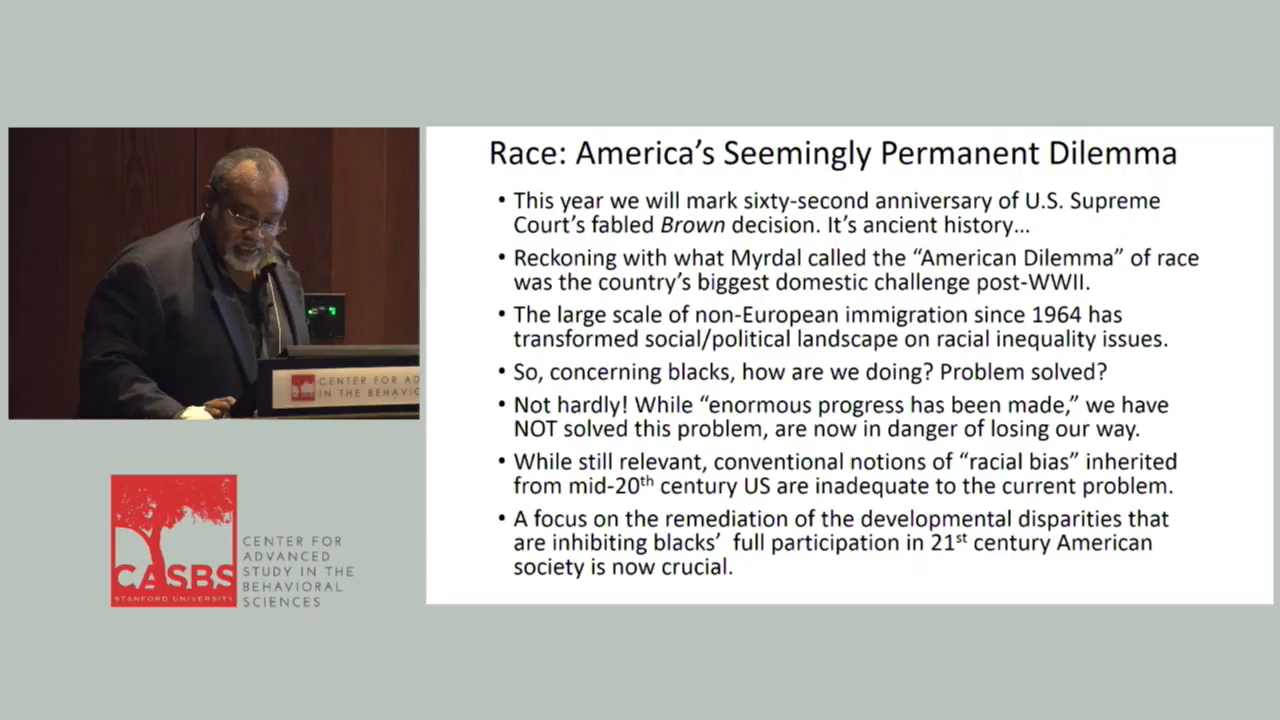 Race: America's Seemingly Permanent Dilemma
• This year we will mark sixty-second anniversary of U.S. Supreme
Court's fabled Brown decision. It's ancient history…
• Reckoning with what Myrdal called the "American Dilemma" of race
was the country's biggest domestic challenge post-WWII.
• The large scale of non-European immigration since 1964 has
transformed social/political landscape on racial inequality issues.
• So, concerning blacks, how are we doing? Problem solved?
• Not hardly! While "enormous progress has been made," we have
NOT solved this problem, are now in danger of losing our way.
• While still relevant, conventional notions of "racial bias" inherited
from mid-20th century US are inadequate to the current problem.
• A focus on the remediation of the developmental disparities that
are inhibiting blacks' full participation in 21st century American
society is now crucial.
CENTER FOR AD
IN THE BEHAVIO
CASBS
STANFORD UNIVERSITY
CENTER FOR
ADVANCED
STUDY IN THE
BEHAVIORAL
SCIENCES